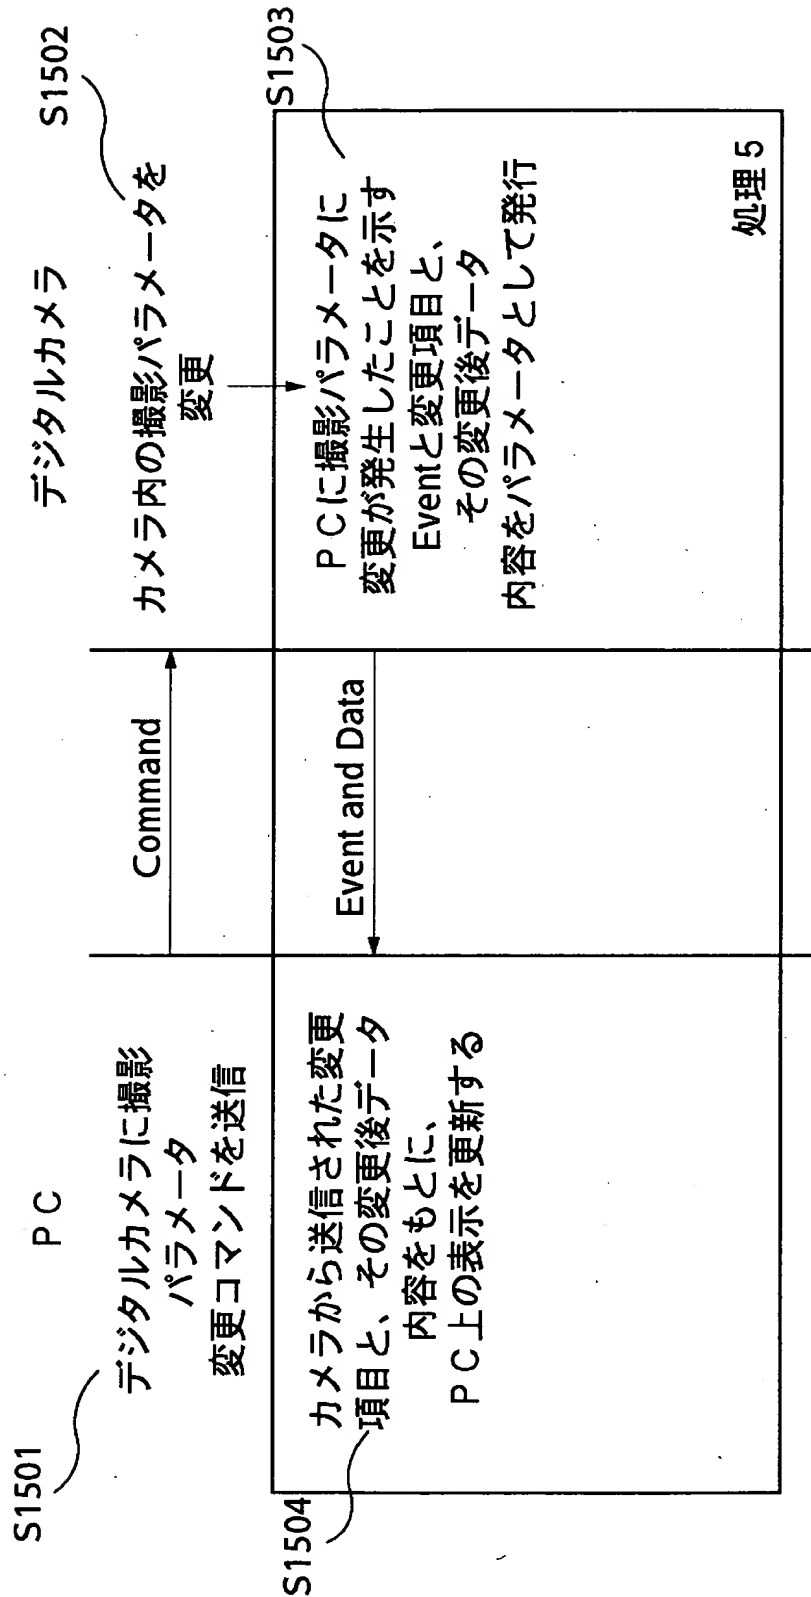 PC
デジタルカメラ
S1501
デジタルカメラに撮影
パラメータ
変更コマンドを送信
Command
S1502
カメラ内の撮影パラメータを
変更
S1503
PCに撮影パラメータに
変更が発生したことを示す
Eventと変更項目と、
その変更後データ
内容をパラメータとして発行
Event and Data
S1504
カメラから送信された変更
項目と、その変更後データ
内容をもとに、
PC上の表示を更新する
処理5